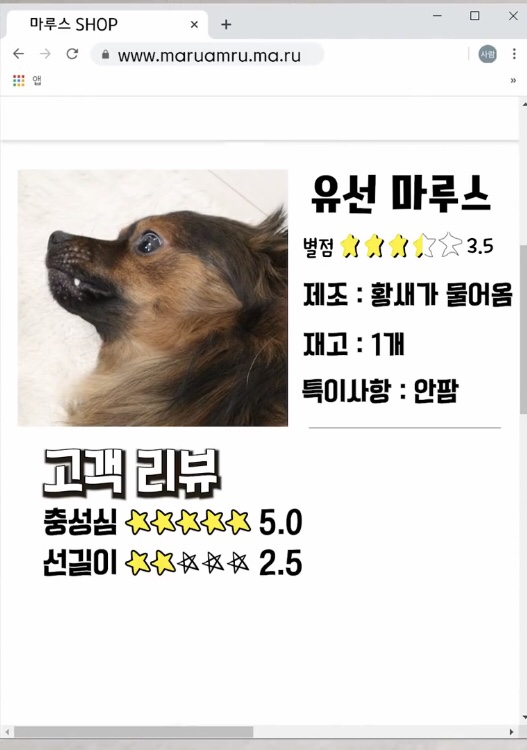 마루스 SHOP
www.maruamru.ma.ru
사람
앱
유선 마루스
별점 3.5
제조 : 황새가 물어옴
재고 : 1개
특이사항 : 안팜
고객 리뷰
충성심 5.0
선길이 2.5